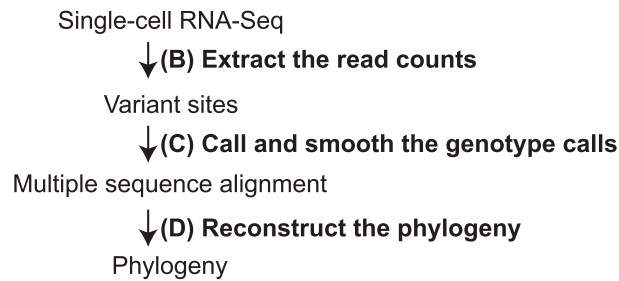 Single-cell RNA-Seq
(B) Extract the read counts
Variant sites
(C) Call and smooth the genotype calls
Multiple sequence alignment
(D) Reconstruct the phylogeny
Phylogeny